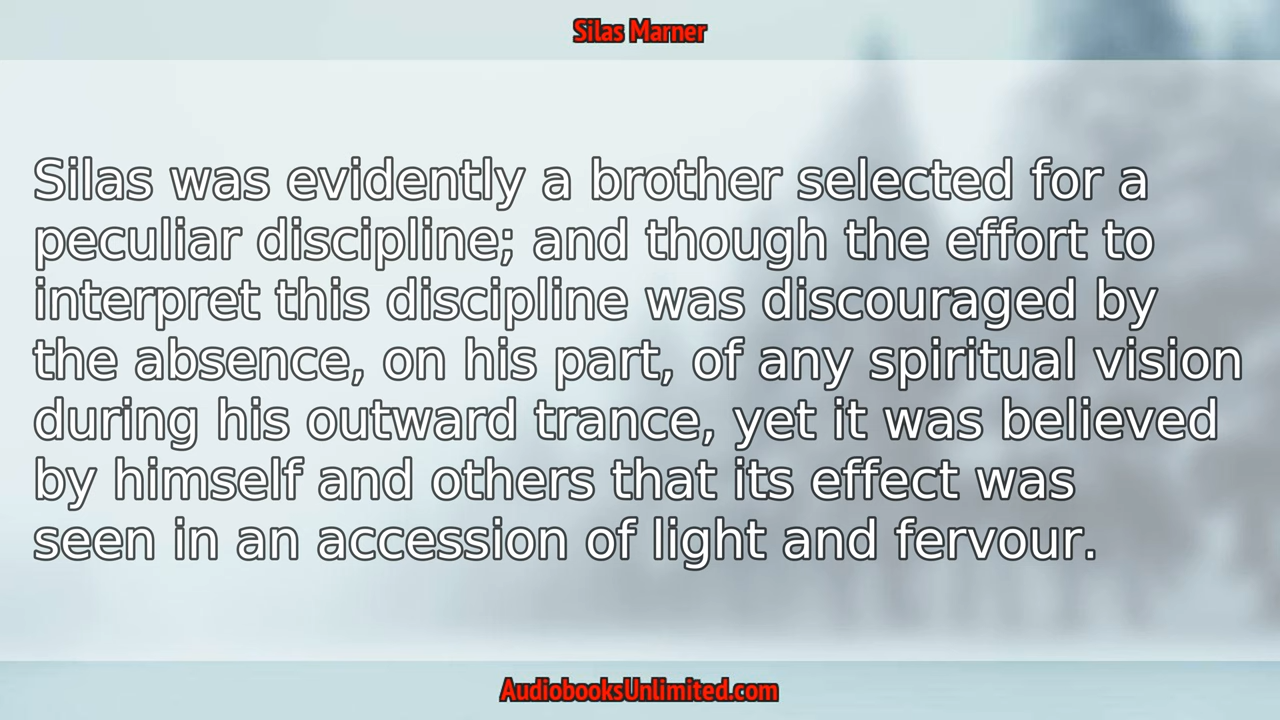 Silas Marner
Silas was evidently a brother selected for a
peculiar discipline; and though the effort to
interpret this discipline was discouraged by
the absence, on his part, of any spiritual vision
during his outward trance, yet it was believed
by himself and others that its effect was
seen in an accession of light and fervour.
AudiobooksUnlimited.com